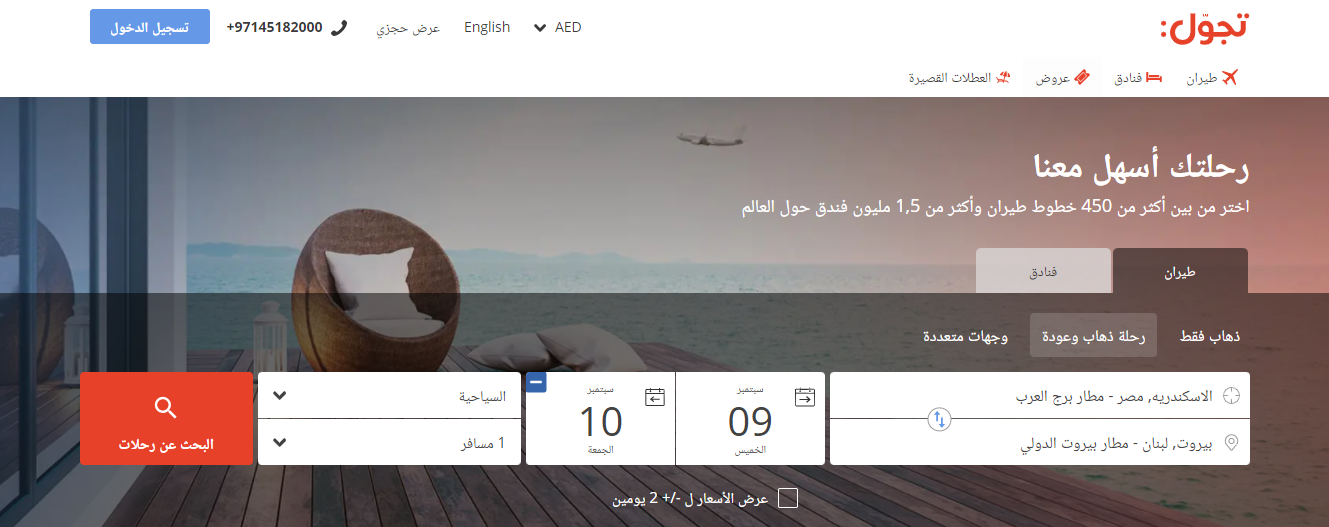 تجوّل:
AED
English
عرض حجزي
+97145182000
تسجيل الدخول
طيران
فنادق
عروض
العطلات القصيرة
رحلتك أسهل معنا
اختر من بين أكثر من 450 خطوط طيران وأكثر من 1,5 مليون فندق حول العالم
طيران
فنادق
ذهاب فقط
رحلة ذهاب وعودة
وجهات متعددة
الاسكندريه, مصر - مطار برج العرب
بيروت, لبنان - مطار بيروت الدولي
سبتمبر
09
الخميس
سبتمبر
10
الجمعة
السياحية
1 مسافر
البحث عن رحلات
عرض الأسعار ل -/+ 2 يومين